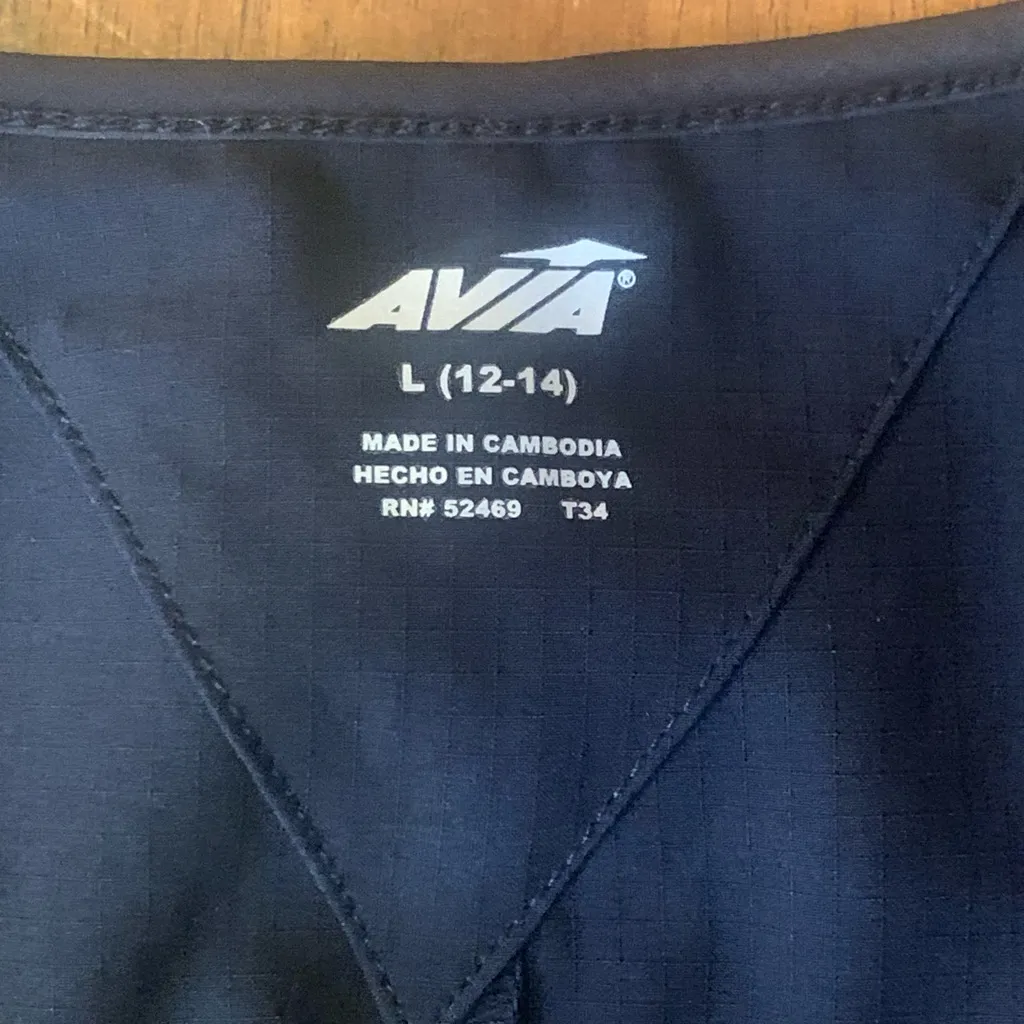 AVIA®
L (12-14)
MADE IN CAMBODIA
HECHO EN CAMBOYA
RN# 52469 T34